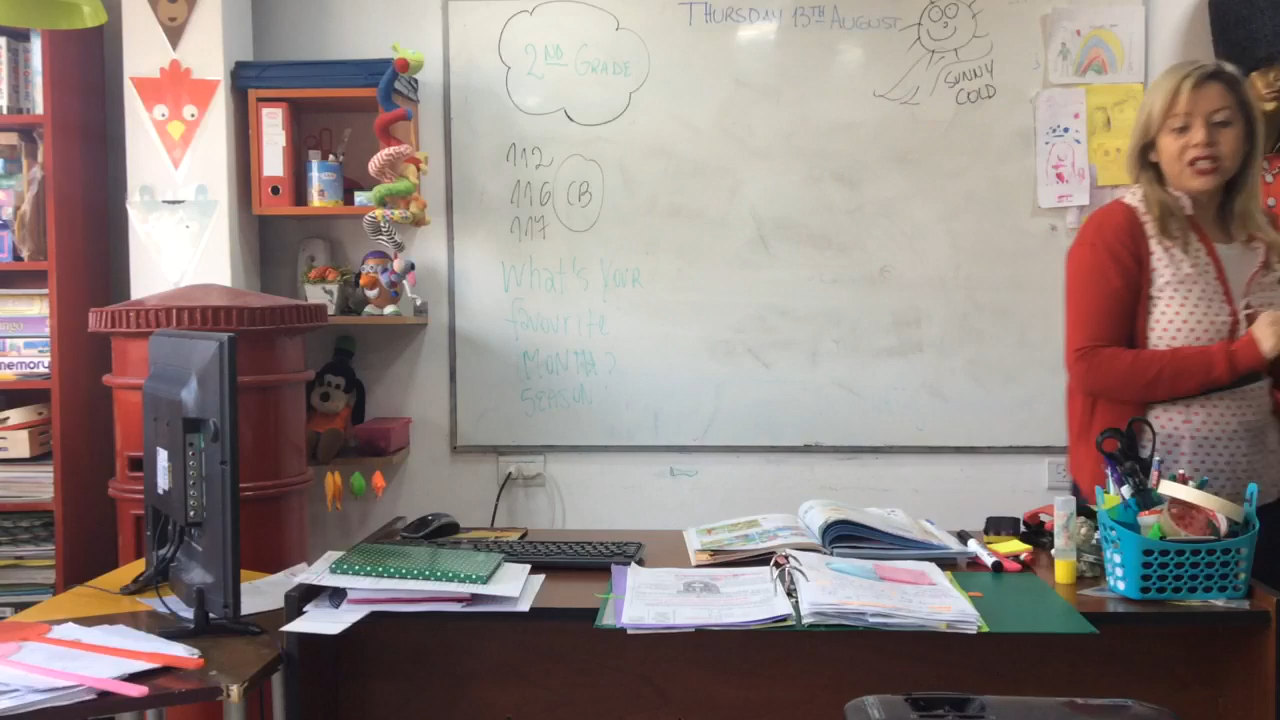 THURSDAY 13TH AUGUST
2ND GRADE
SUNNY
COLD
112
116 CB
117
What's Your
favourite
MONTH?
SEASON
memory